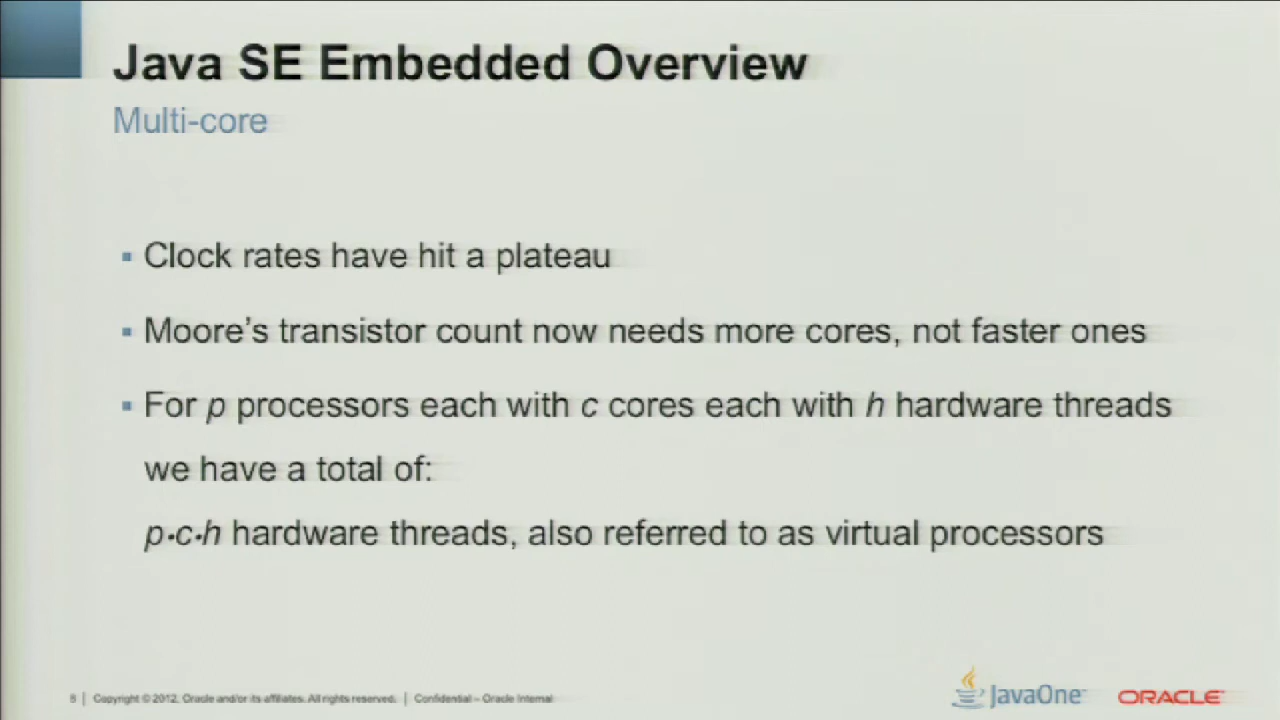 Java SE Embedded Overview
Multi-core
▪ Clock rates have hit a plateau
▪ Moore’s transistor count now needs more cores, not faster ones
▪ For p processors each with c cores each with h hardware threads
we have a total of:
p·c·h hardware threads, also referred to as virtual processors
| Copyright © 2012, Oracle and/or its affiliates. All rights reserved. | Confidential – Oracle Internal
JavaOne
ORACLE